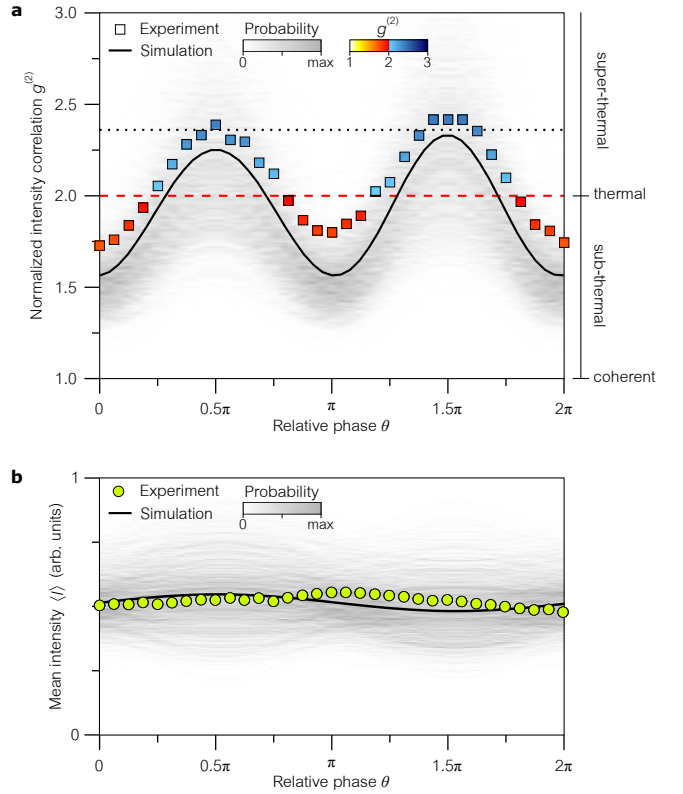 a
Experiment
Simulation
Probability
0 max
g(2)
1 2 3
Normalized intensity correlation g(2)
3.0
2.5
2.0
1.5
1.0
super-thermal
thermal
sub-thermal
coherent
0 0.5π π 1.5π 2π
Relative phase θ
b
Experiment
Simulation
Probability
0 max
Mean intensity ⟨I⟩ (arb. units)
1
0
0 0.5π π 1.5π 2π
Relative phase θ